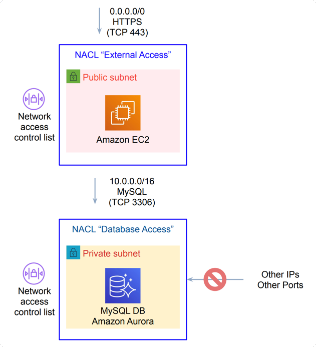 0.0.0.0/0
HTTPS
(TCP 443)
NACL “External Access”
Public subnet
Network
access
control list
Amazon EC2
10.0.0.0/16
MySQL
(TCP 3306)
NACL “Database Access”
Private subnet
Network
access
control list
MySQL DB
Amazon Aurora
Other IPs
Other Ports